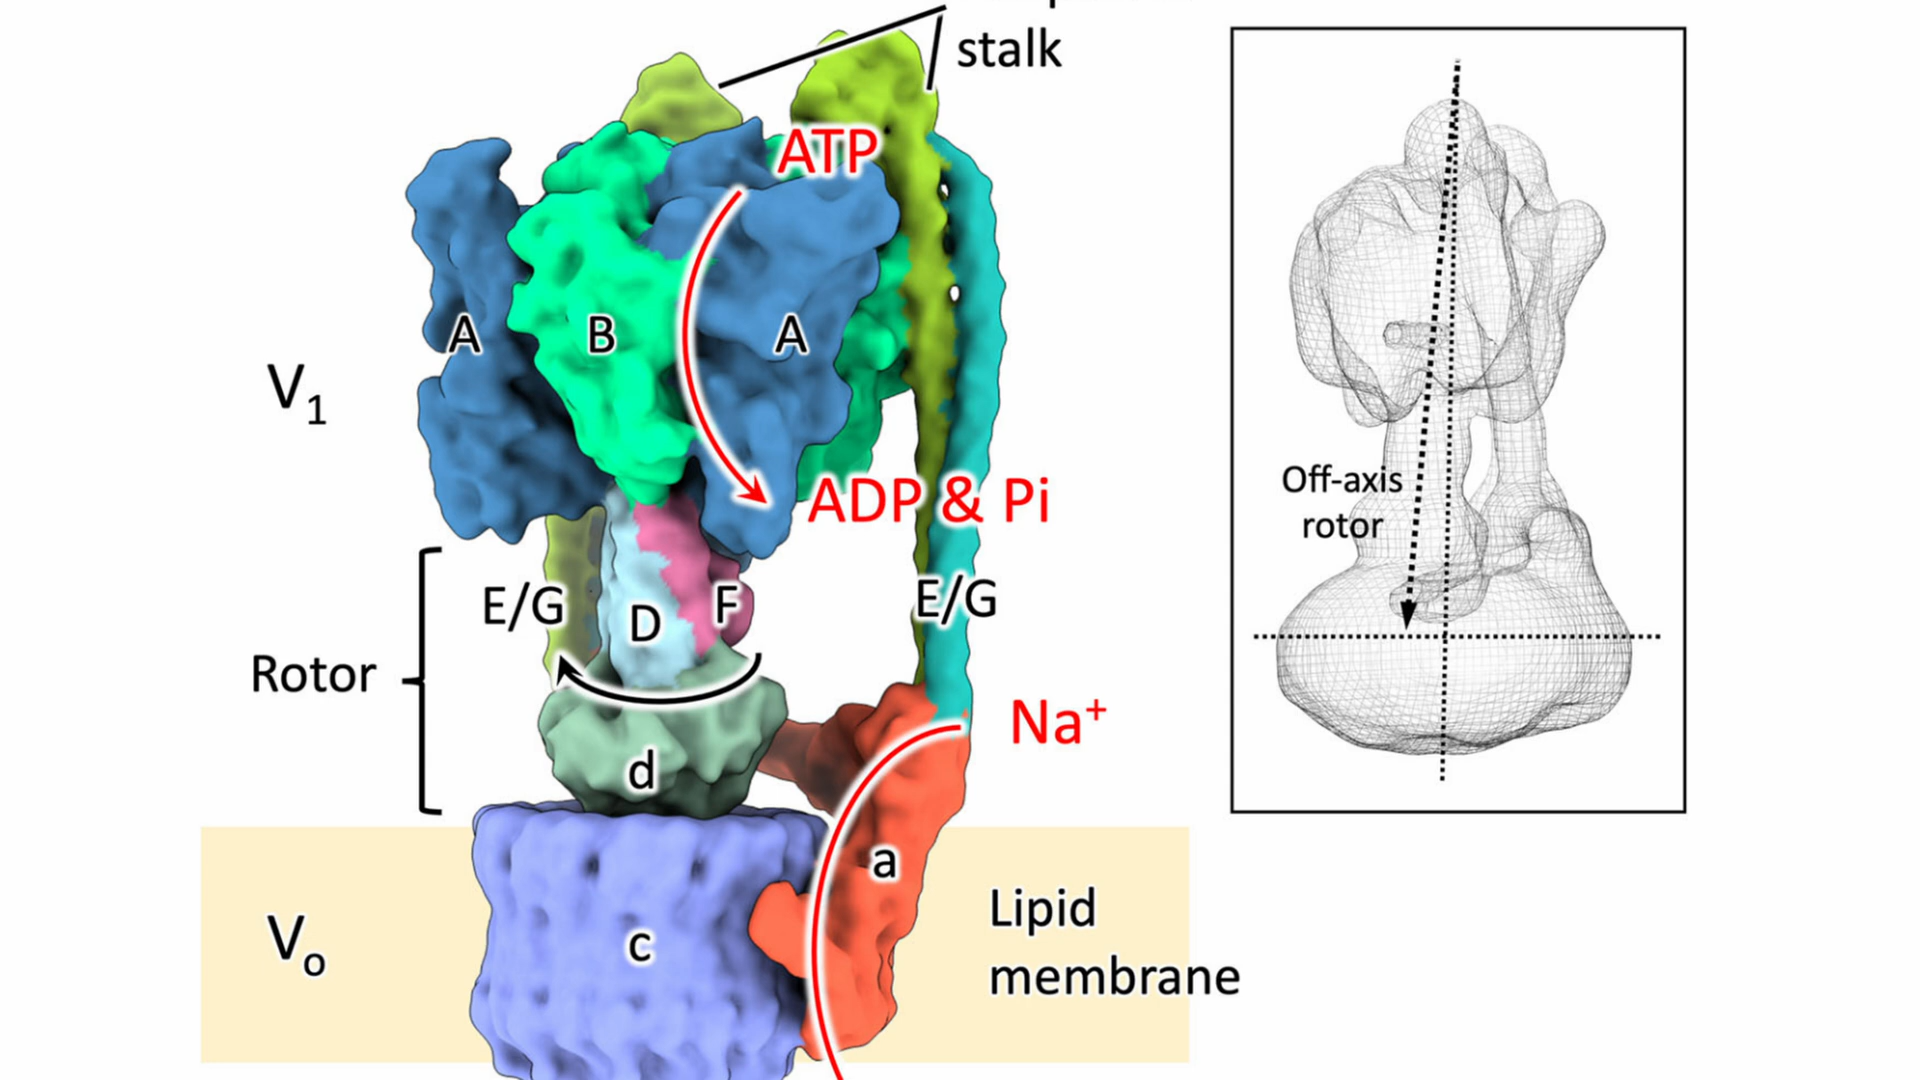 stalk
ATP
A
B
A
V₁
ADP & Pi
E/G
D
F
E/G
Rotor
d
Na⁺
a
Lipid
membrane
Vₒ
c
Off-axis
rotor